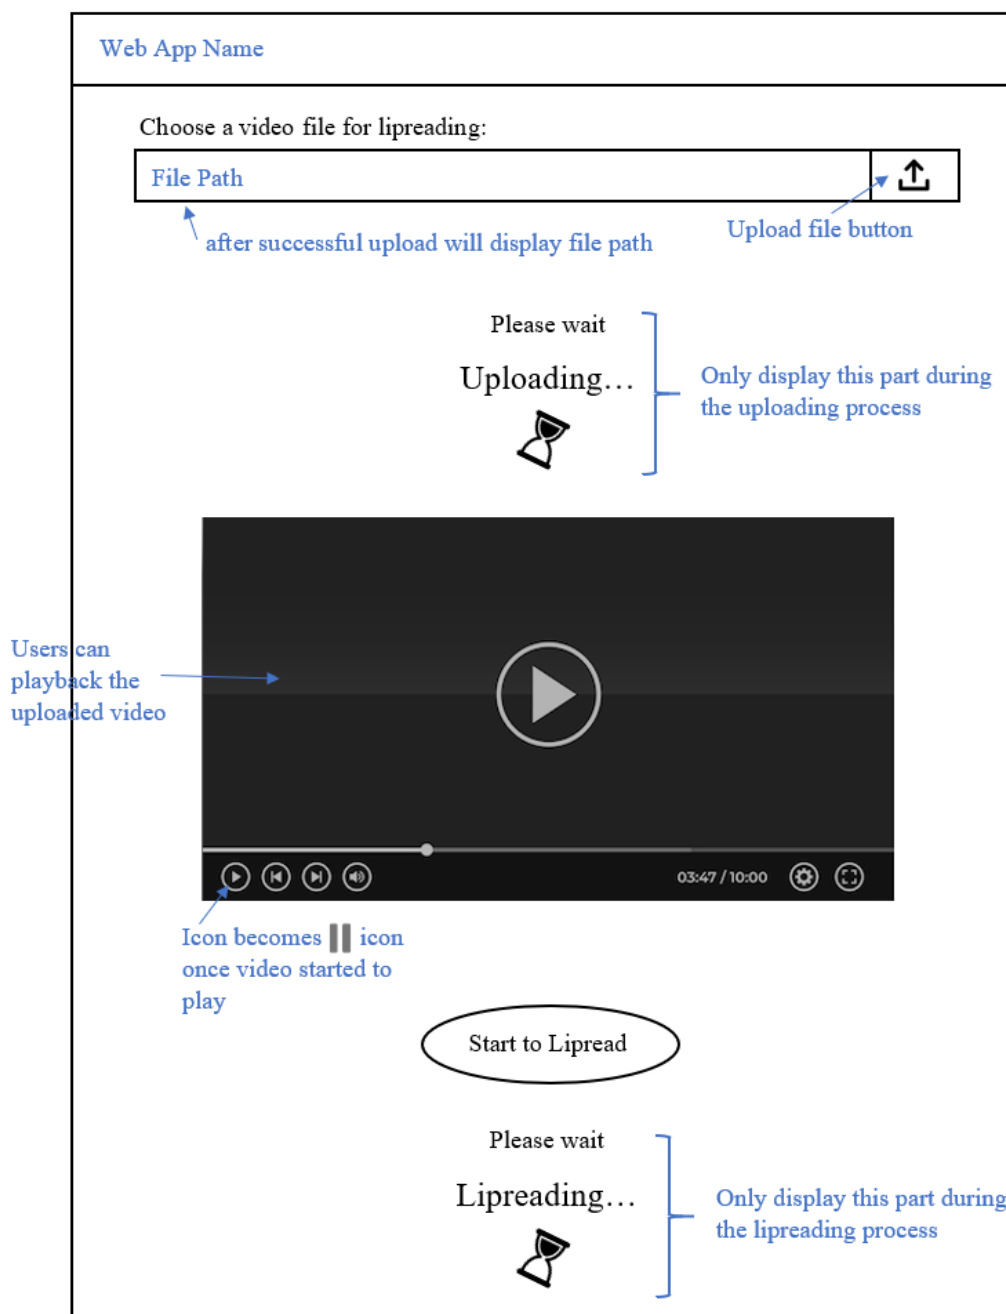 Web App Name
Choose a video file for lipreading:
File Path
after successful upload will display file path
Upload file button
Please wait
Uploading...
Only display this part during
the uploading process
Users can
playback the
uploaded video
03:47 / 10:00
Icon becomes icon
once video started to
play
Start to Lipread
Please wait
Lipreading...
Only display this part during
the lipreading process